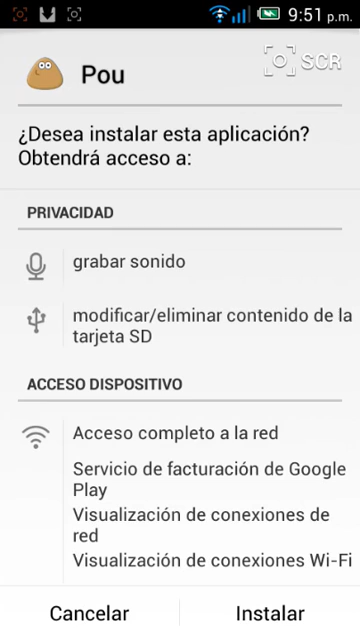 9:51 p.m.
Pou
SCR
¿Desea instalar esta aplicación?
Obtendrá acceso a:
PRIVACIDAD
grabar sonido
modificar/eliminar contenido de la
tarjeta SD
ACCESO DISPOSITIVO
Acceso completo a la red
Servicio de facturación de Google
Play
Visualización de conexiones de
red
Visualización de conexiones Wi-Fi
Cancelar
Instalar